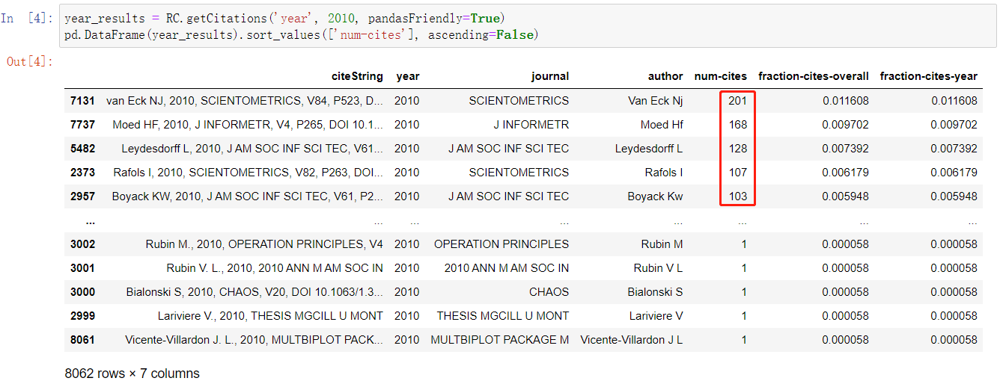 In [4]: year_results = RC.getCitations('year', 2010, pandasFriendly=True)
pd.DataFrame(year_results).sort_values(['num-cites'], ascending=False)
Out[4]:
citeString year journal author num-cites fraction-cites-overall fraction-cites-year
7131 van Eck NJ, 2010, SCIENTOMETRICS, V84, P523, D... 2010 SCIENTOMETRICS Van Eck Nj 201 0.011608 0.011608
7737 Moed HF, 2010, J INFORMETR, V4, P265, DOI 10.1... 2010 J INFORMETR Moed Hf 168 0.009702 0.009702
5482 Leydesdorff L, 2010, J AM SOC INF SCI TEC, V61... 2010 J AM SOC INF SCI TEC Leydesdorff L 128 0.007392 0.007392
2373 Rafols I, 2010, SCIENTOMETRICS, V82, P263, DOI... 2010 SCIENTOMETRICS Rafols I 107 0.006179 0.006179
2957 Boyack KW, 2010, J AM SOC INF SCI TEC, V61, P2... 2010 J AM SOC INF SCI TEC Boyack Kw 103 0.005948 0.005948
... ... ... ... ... ... ... ...
3002 Rubin M., 2010, OPERATION PRINCIPLES, V4 2010 OPERATION PRINCIPLES Rubin M 1 0.000058 0.000058
3001 Rubin V. L., 2010, 2010 ANN M AM SOC IN 2010 2010 ANN M AM SOC IN Rubin V L 1 0.000058 0.000058
3000 Bialonski S, 2010, CHAOS, V20, DOI 10.1063/1.3... 2010 CHAOS Bialonski S 1 0.000058 0.000058
2999 Lariviere V., 2010, THESIS MGCILL U MONT 2010 THESIS MGCILL U MONT Lariviere V 1 0.000058 0.000058
8061 Vicente-Villardon J. L., 2010, MULTBIPLOT PACK... 2010 MULTBIPLOT PACKAGE M Vicente-Villardon J L 1 0.000058 0.000058
8062 rows × 7 columns